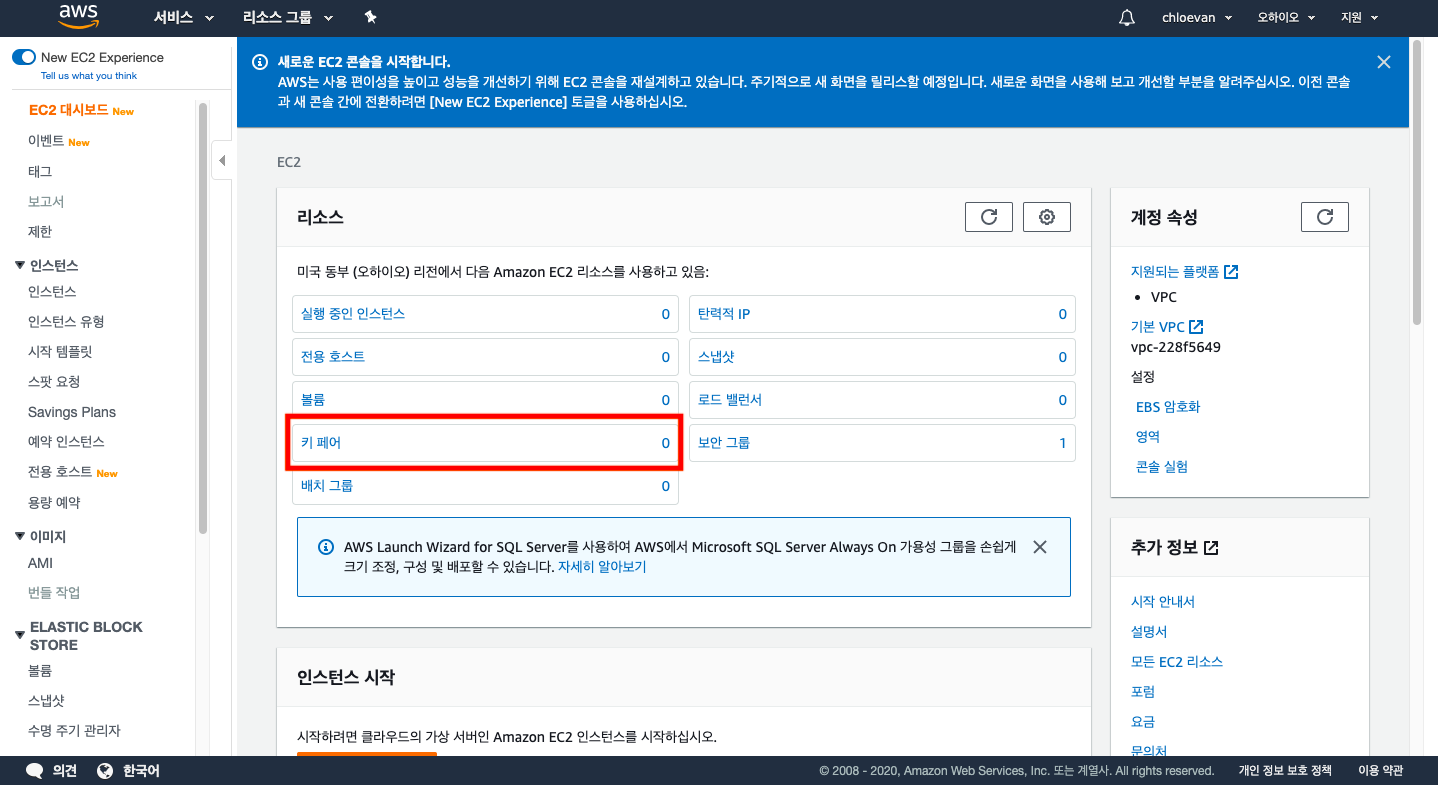 aws
서비스
리소스 그룹
chloevan
오하이오
지원
New EC2 Experience
Tell us what you think
EC2 대시보드 New
이벤트 New
태그
보고서
제한
인스턴스
인스턴스
인스턴스 유형
시작 템플릿
스팟 요청
Savings Plans
예약 인스턴스
전용 호스트 New
용량 예약
이미지
AMI
번들 작업
ELASTIC BLOCK
STORE
볼륨
스냅샷
수명 주기 관리자
새로운 EC2 콘솔을 시작합니다.
AWS는 사용 편이성을 높이고 성능을 개선하기 위해 EC2 콘솔을 재설계하고 있습니다. 주기적으로 새 화면을 릴리스할 예정입니다. 새로운 화면을 사용해 보고 개선할 부분을 알려주십시오. 이전 콘솔
과 새 콘솔 간에 전환하려면 [New EC2 Experience] 토글을 사용하십시오.
EC2
리소스
미국 동부 (오하이오) 리전에서 다음 Amazon EC2 리소스를 사용하고 있음:
실행 중인 인스턴스 0
탄력적 IP 0
전용 호스트 0
스냅샷 0
볼륨 0
로드 밸런서 0
키 페어 0
보안 그룹 1
배치 그룹 0
AWS Launch Wizard for SQL Server를 사용하여 AWS에서 Microsoft SQL Server Always On 가용성 그룹을 손쉽게
크기 조정, 구성 및 배포할 수 있습니다. 자세히 알아보기
인스턴스 시작
시작하려면 클라우드의 가상 서버인 Amazon EC2 인스턴스를 시작하십시오.
계정 속성
지원되는 플랫폼
VPC
기본 VPC
vpc-228f5649
설정
EBS 암호화
영역
콘솔 실험
추가 정보
시작 안내서
설명서
모든 EC2 리소스
포럼
요금
문의처
의견
한국어
© 2008 - 2020, Amazon Web Services, Inc. 또는 계열사. All rights reserved.
개인 정보 보호 정책
이용 약관